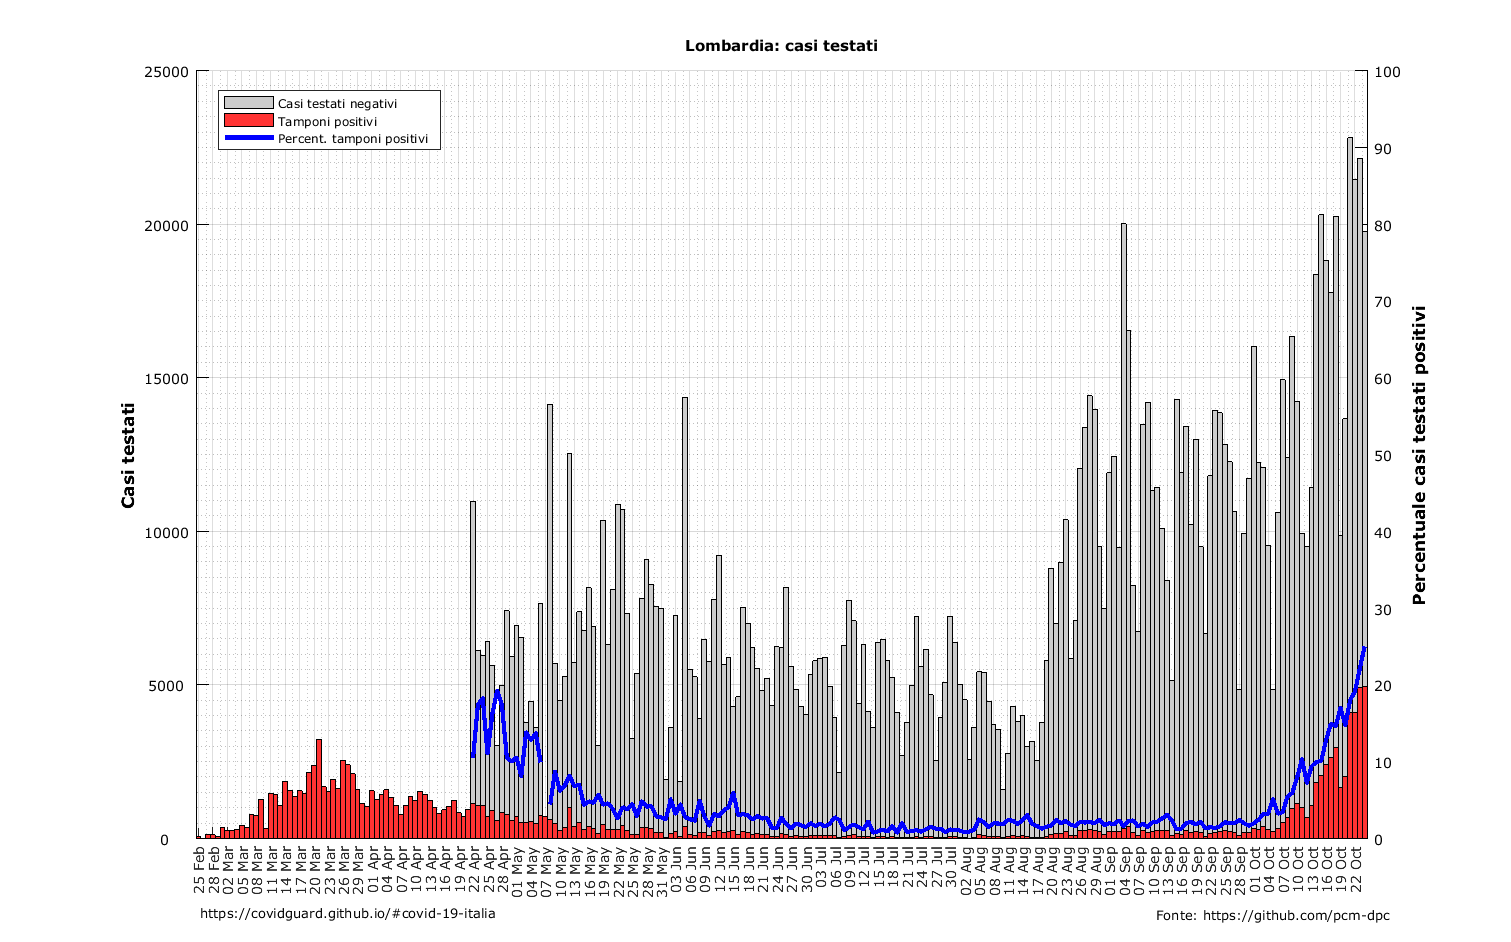 Lombardia: casi testati
Casi testati negativi
Tamponi positivi
Percent. tamponi positivi
Casi testati
25000
20000
15000
10000
5000
0
100
90
80
70
60
50
40
30
20
10
0
Percentuale casi testati positivi
25 Feb
28 Feb
02 Mar
05 Mar
08 Mar
11 Mar
14 Mar
17 Mar
20 Mar
23 Mar
26 Mar
29 Mar
01 Apr
04 Apr
07 Apr
10 Apr
13 Apr
16 Apr
19 Apr
22 Apr
25 Apr
28 Apr
01 May
04 May
07 May
10 May
13 May
16 May
19 May
22 May
25 May
28 May
31 May
03 Jun
06 Jun
09 Jun
12 Jun
15 Jun
18 Jun
21 Jun
24 Jun
27 Jun
30 Jun
03 Jul
06 Jul
09 Jul
12 Jul
15 Jul
18 Jul
21 Jul
24 Jul
27 Jul
30 Jul
02 Aug
05 Aug
08 Aug
11 Aug
14 Aug
17 Aug
20 Aug
23 Aug
26 Aug
29 Aug
01 Sep
04 Sep
07 Sep
10 Sep
13 Sep
16 Sep
19 Sep
22 Sep
25 Sep
28 Sep
01 Oct
04 Oct
07 Oct
10 Oct
13 Oct
16 Oct
19 Oct
22 Oct
https://covidguard.github.io/#covid-19-italia
Fonte: https://github.com/pcm-dpc